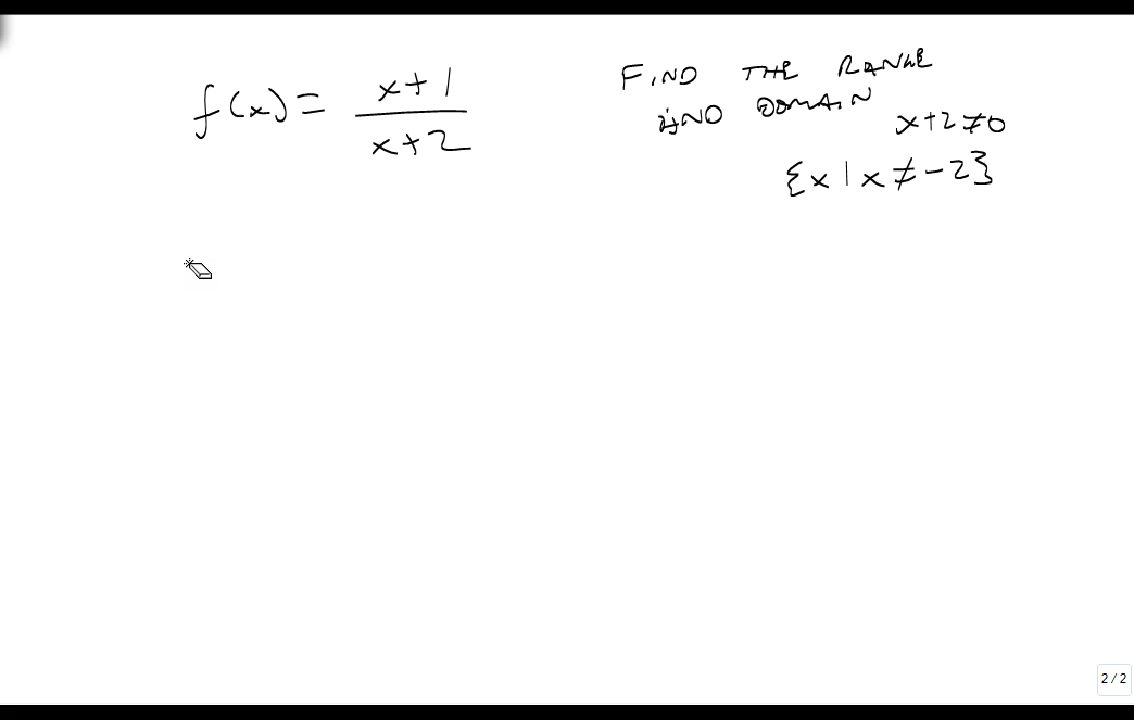 f(x) = x+1 / x+2
FIND THE RANGE
AND DOMAIN
x+2≠0
{x | x≠-2}
2/2